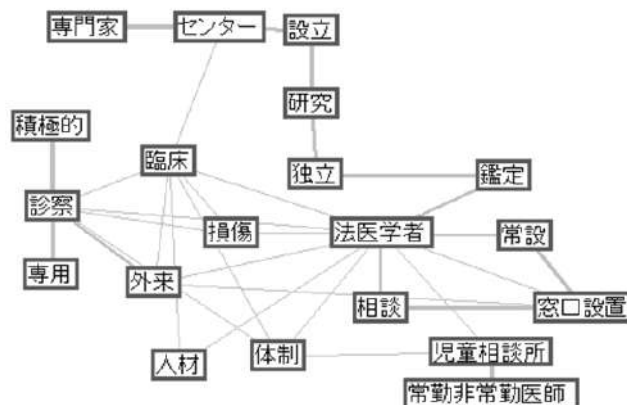 専門家
センター
設立
研究
積極的
臨床
独立
鑑定
診察
損傷
法医学者
常設
専用
外来
相談
窓口設置
人材
体制
児童相談所
常勤非常勤医師